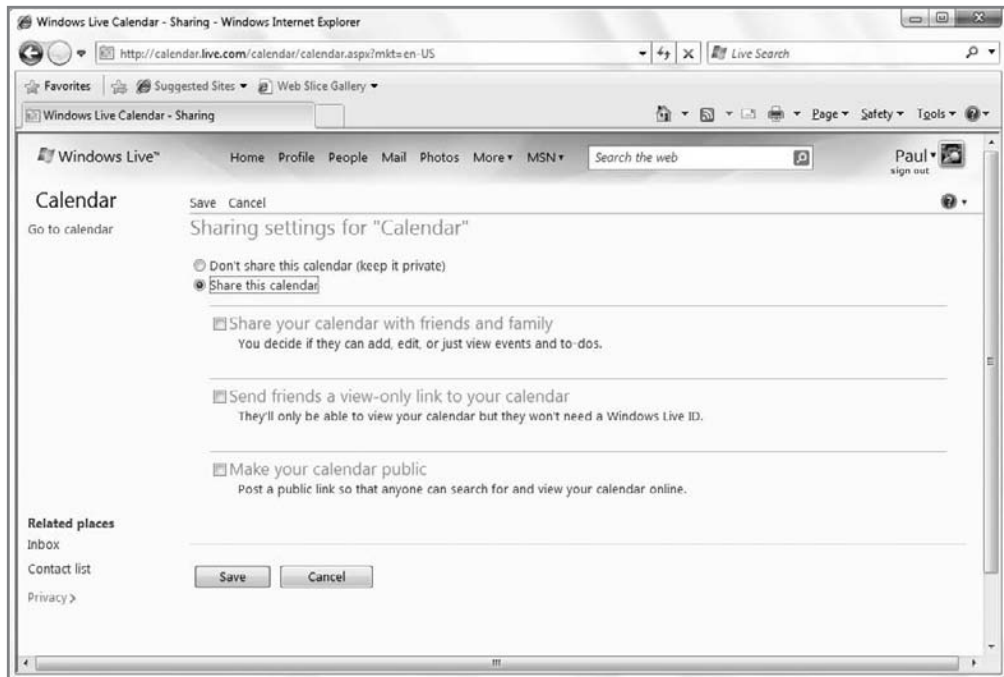 Windows Live Calendar - Sharing - Windows Internet Explorer
http://calendar.live.com/calendar/calendar.aspx?mkt=en-US
Live Search
Favorites Suggested Sites Web Slice Gallery
Windows Live Calendar - Sharing Page Safety Tools
Windows Live™ Home Profile People Mail Photos More MSN Search the web Paul
sign out
Calendar Save Cancel
Go to calendar Sharing settings for "Calendar"
Don't share this calendar (keep it private)
Share this calendar
Share your calendar with friends and family
You decide if they can add, edit, or just view events and to-dos.
Send friends a view-only link to your calendar
They'll only be able to view your calendar but they won't need a Windows Live ID.
Make your calendar public
Post a public link so that anyone can search for and view your calendar online.
Related places
Inbox
Contact list
Save Cancel
Privacy >